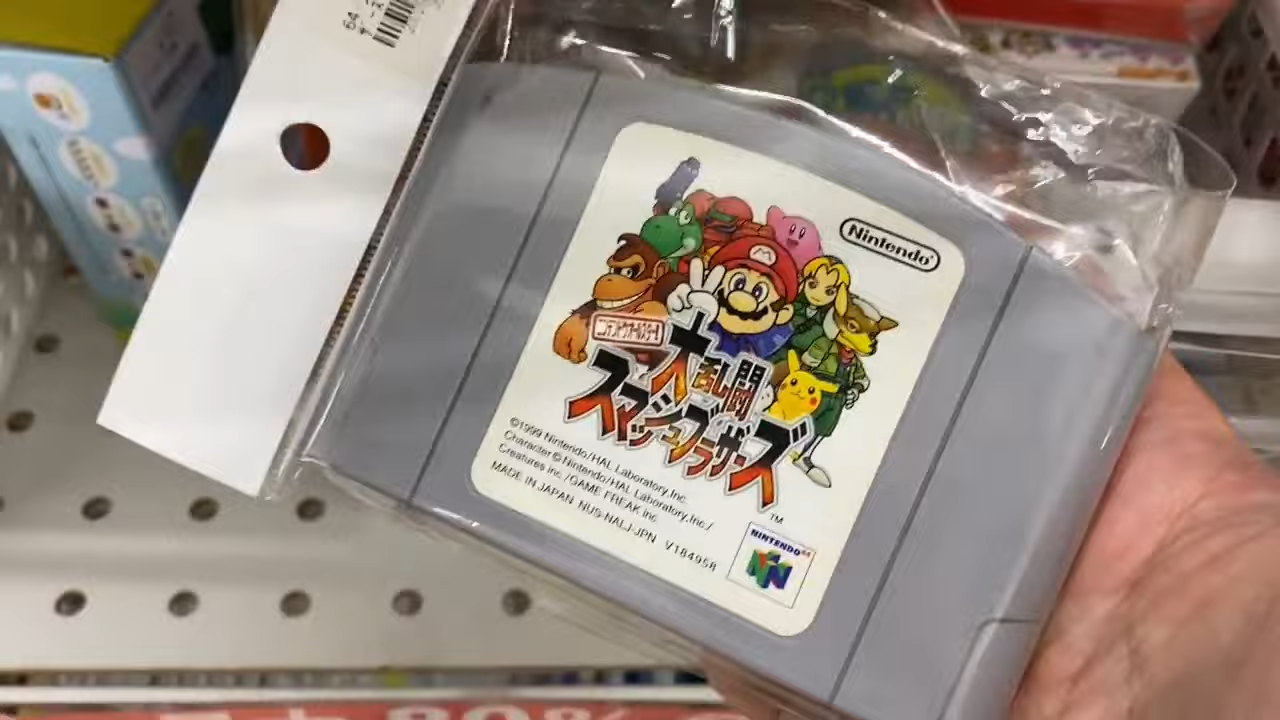 64
Nintendo
ニンテンドウオールスター!
大乱闘
スマッシュブラザーズ
TM
©1999 Nintendo/HAL Laboratory,Inc.
Character©Nintendo/HAL Laboratory,Inc./
Creatures inc./GAME FREAK inc.
MADE IN JAPAN NUS-NALJ-JPN V18495R
NINTENDO64